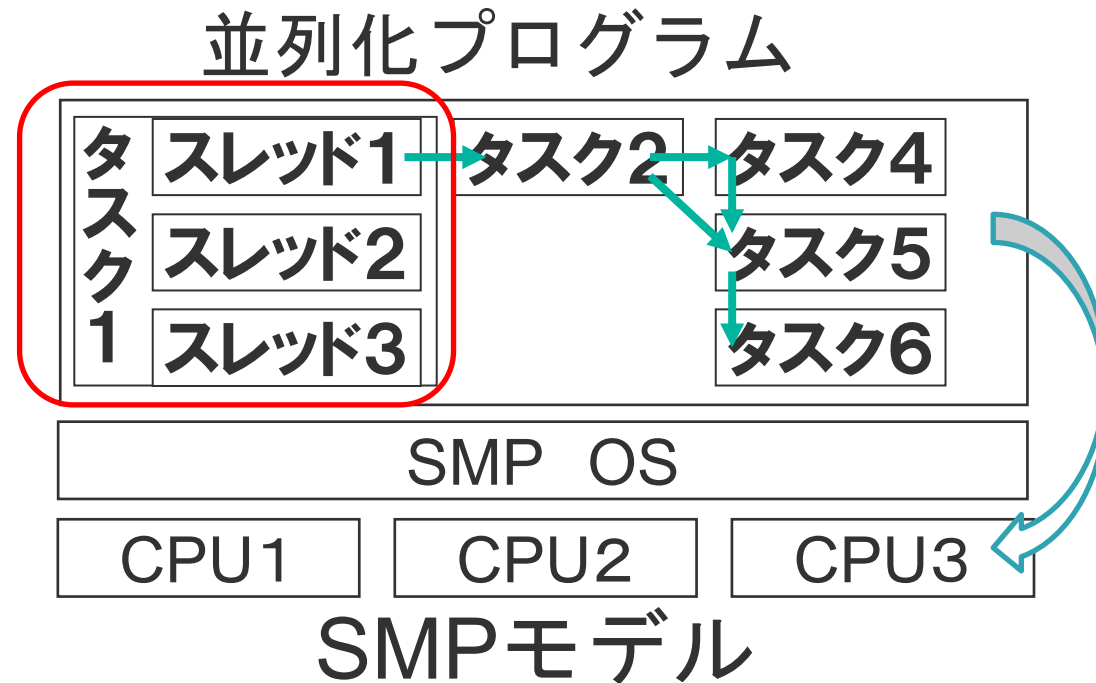 並列化プログラム
タスク1
スレッド1
スレッド2
スレッド3
タスク2
タスク4
タスク5
タスク6
SMP OS
CPU1
CPU2
CPU3
SMPモデル